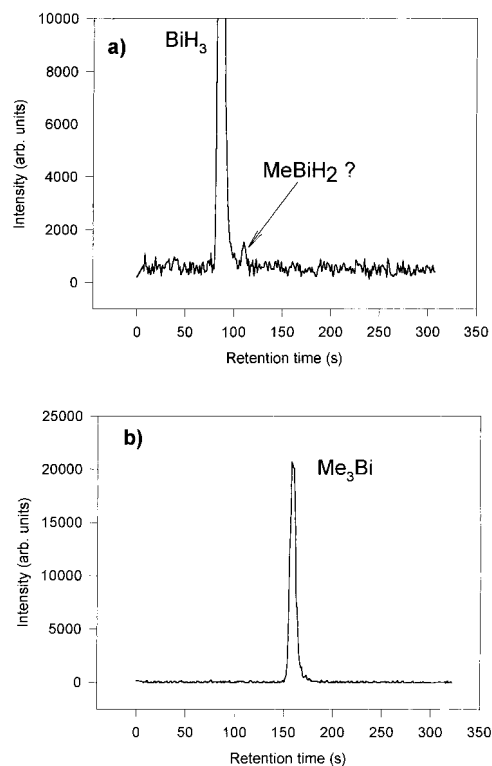 a)
BiH3
MeBiH2 ?
Intensity (arb. units)
10000
8000
6000
4000
2000
0
0 50 100 150 200 250 300 350
Retention time (s)
b)
Me3Bi
Intensity (arb. units)
25000
20000
15000
10000
5000
0
0 50 100 150 200 250 300 350
Retention time (s)